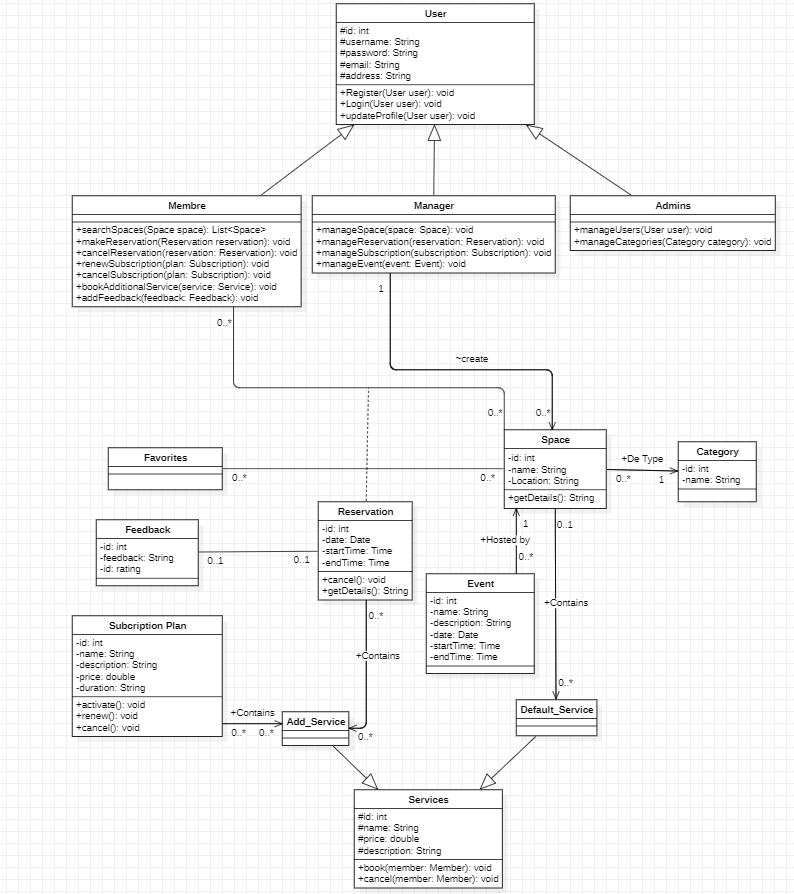 User
#id: int
#username: String
#password: String
#email: String
#address: String
+Register(User user): void
+Login(User user): void
+updateProfile(User user): void
Membre
+searchSpaces(Space space): List<Space>
+makeReservation(Reservation reservation): void
+cancelReservation(reservation: Reservation): void
+renewSubscription(plan: Subscription): void
+cancelSubscription(plan: Subscription): void
+bookAdditionalService(service: Service): void
+addFeedback(feedback: Feedback): void
Manager
+manageSpace(space: Space): void
+manageReservation(reservation: Reservation): void
+manageSubscription(subscription: Subscription): void
+manageEvent(event: Event): void
Admins
+manageUsers(User user): void
+manageCategories(Category category): void
1
0..*
~create
0..*
0..*
Space
-id: int
-name: String
-Location: String
+getDetails(): String
+De Type
0..*
1
Category
-id: int
-name: String
Favorites
0..*
0..*
Reservation
-id: int
-date: Date
-startTime: Time
-endTime: Time
+cancel(): void
+getDetails(): String
Feedback
-id: int
-feedback: String
-id: rating
0..1
0..1
1
+Hosted by
0..*
0..1
Event
-id: int
-name: String
-description: String
-date: Date
-startTime: Time
-endTime: Time
+Contains
0..*
0..*
+Contains
0..*
Subcription Plan
-id: int
-name: String
-description: String
-price: double
-duration: String
+activate(): void
+renew(): void
+cancel(): void
+Contains
0..*
0..*
Add_Service
Default_Service
Services
#id: int
#name: String
#price: double
#description: String
+book(member: Member): void
+cancel(member: Member): void